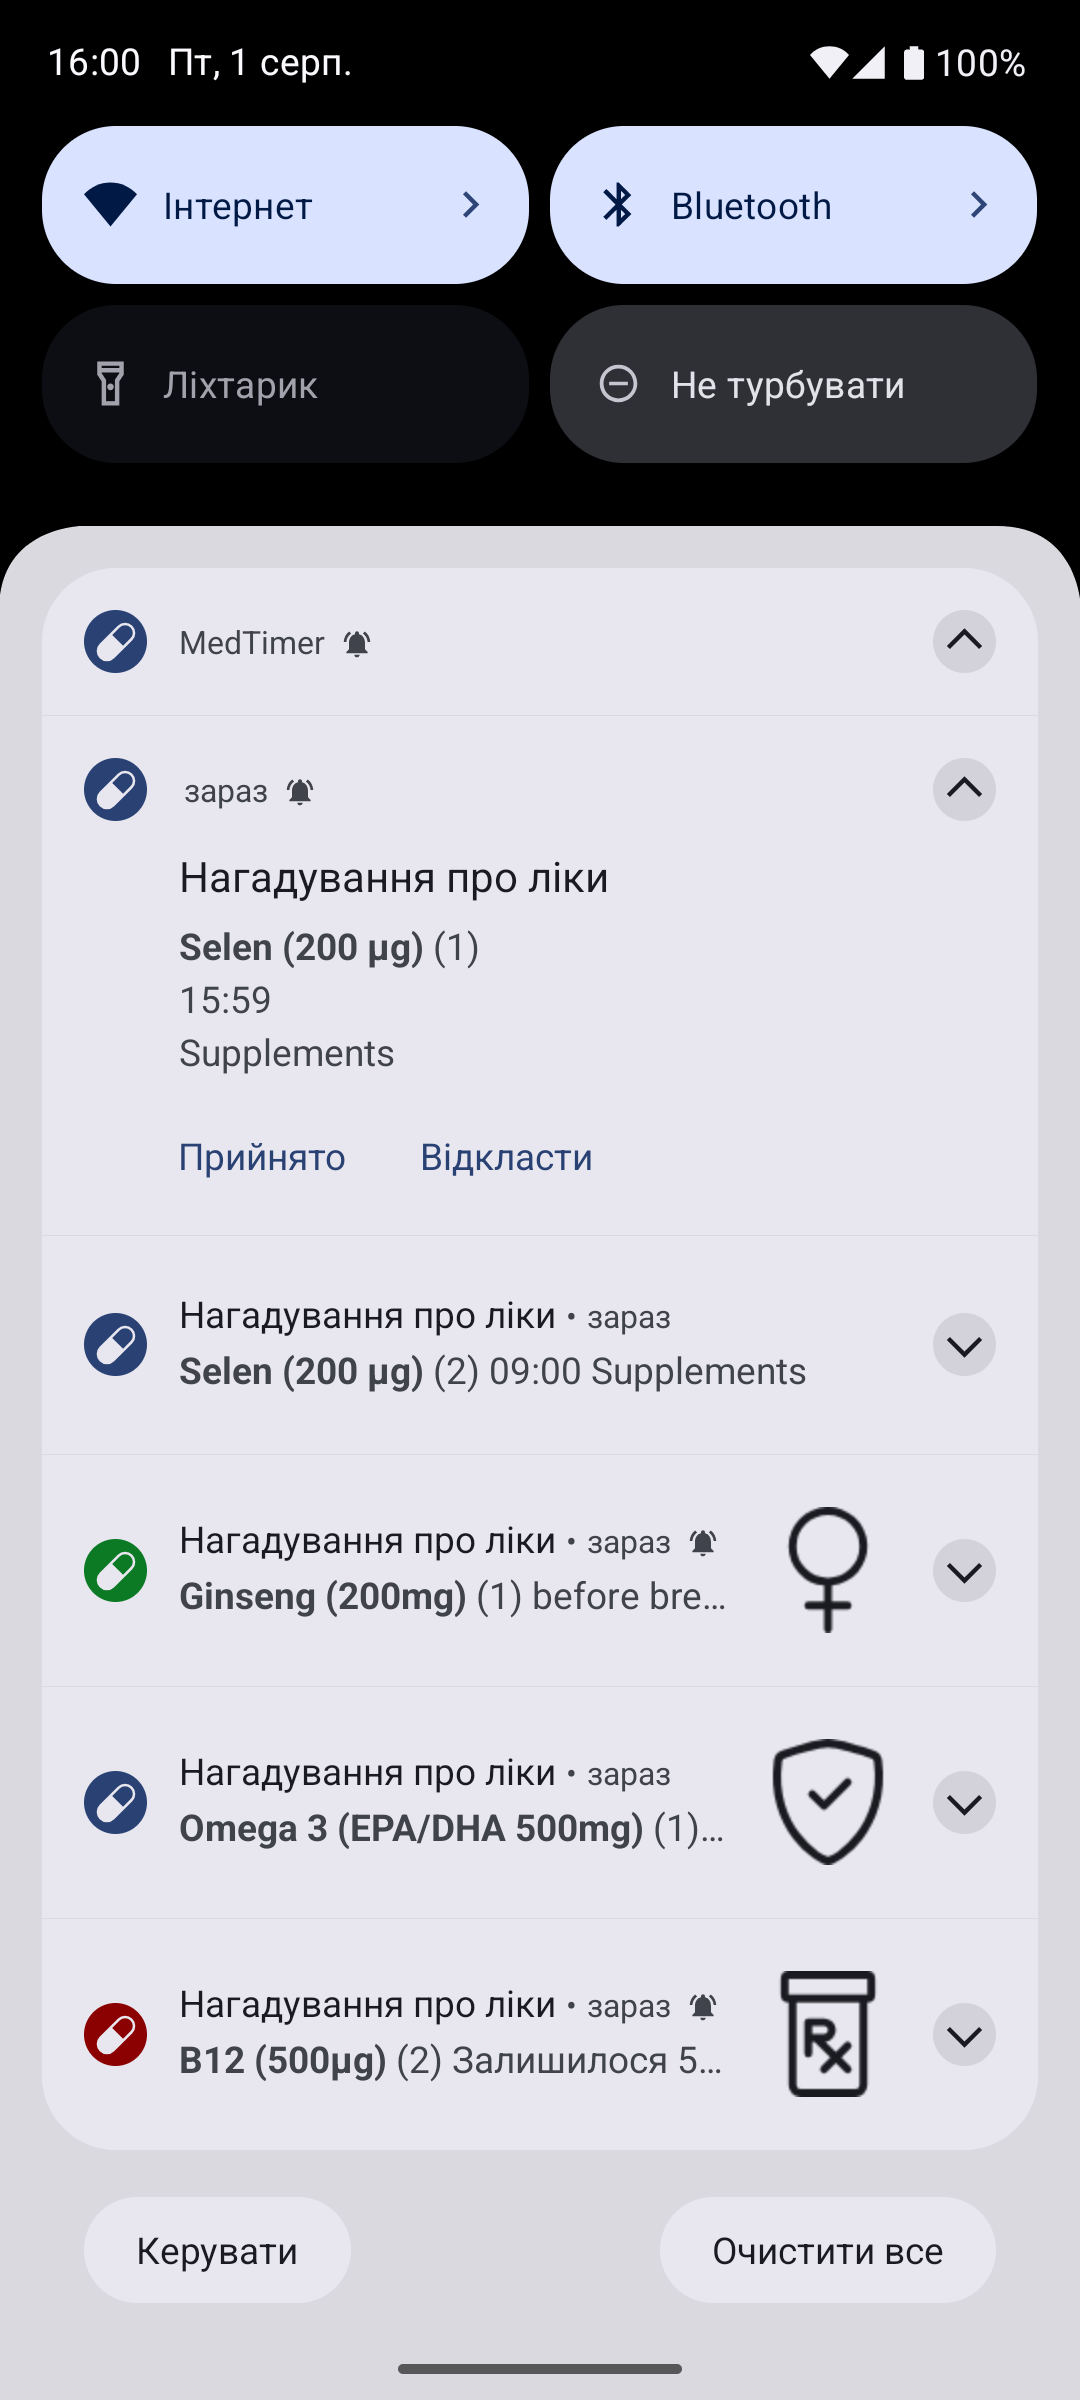 16:00 Пт, 1 серп. 100%
Інтернет
Bluetooth
Ліхтарик
Не турбувати
MedTimer
зараз
Нагадування про ліки
Selen (200 µg) (1)
15:59
Supplements
Прийнято Відкласти
Нагадування про ліки • зараз
Selen (200 µg) (2) 09:00 Supplements
Нагадування про ліки • зараз
Ginseng (200mg) (1) before bre…
Нагадування про ліки • зараз
Omega 3 (EPA/DHA 500mg) (1)…
Нагадування про ліки • зараз
Rx
B12 (500µg) (2) Залишилося 5…
Керувати Очистити все